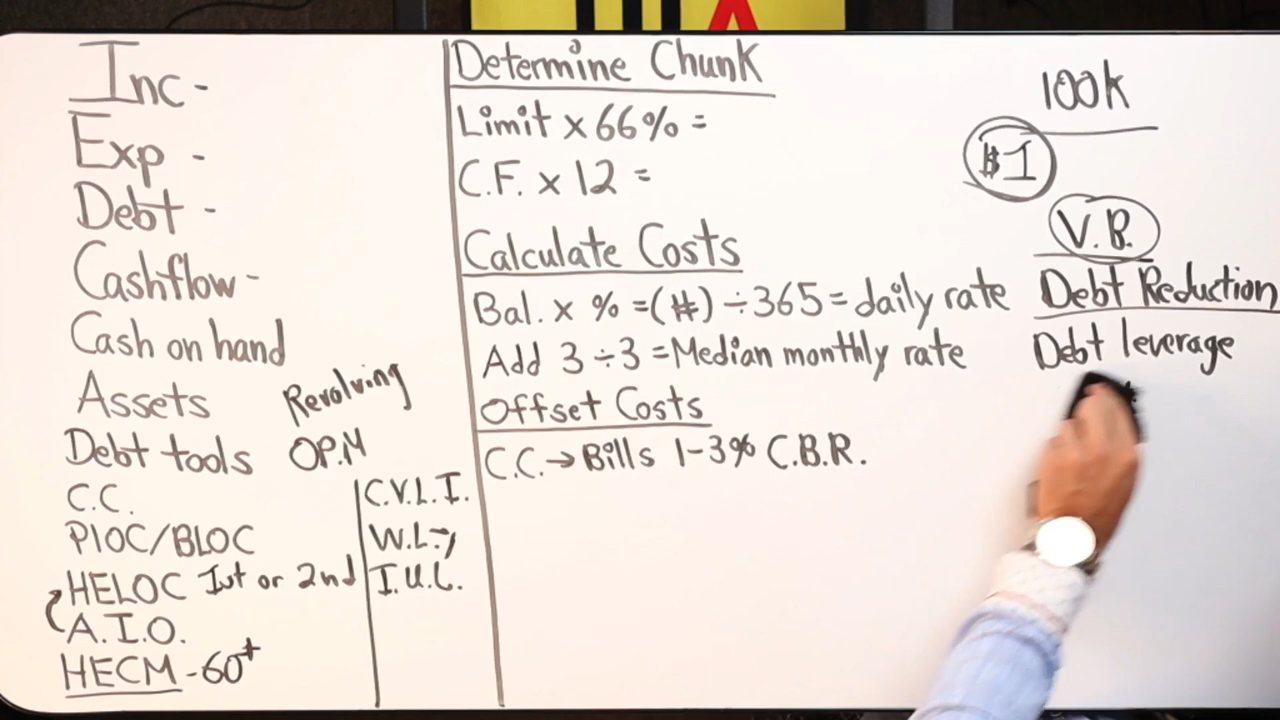 Inc -
Exp -
Debt -
Cashflow -
Cash on hand
Assets
Revolving
Debt tools OP.M
C.C.
PlOC/BLOC
HELOC 1st or 2nd
A.I.O.
HECM - 60+
C.V.L.I.
W.L.
I.U.L.
Determine Chunk
Limit x 66% =
C.F. x 12 =
Calculate Costs
Bal. x % = (#) ÷ 365 = daily rate
Add 3 ÷ 3 = Median monthly rate
Offset Costs
C.C. → Bills 1-3% C.B.R.
100k
$1
V.B.
Debt Reduction
Debt leverage